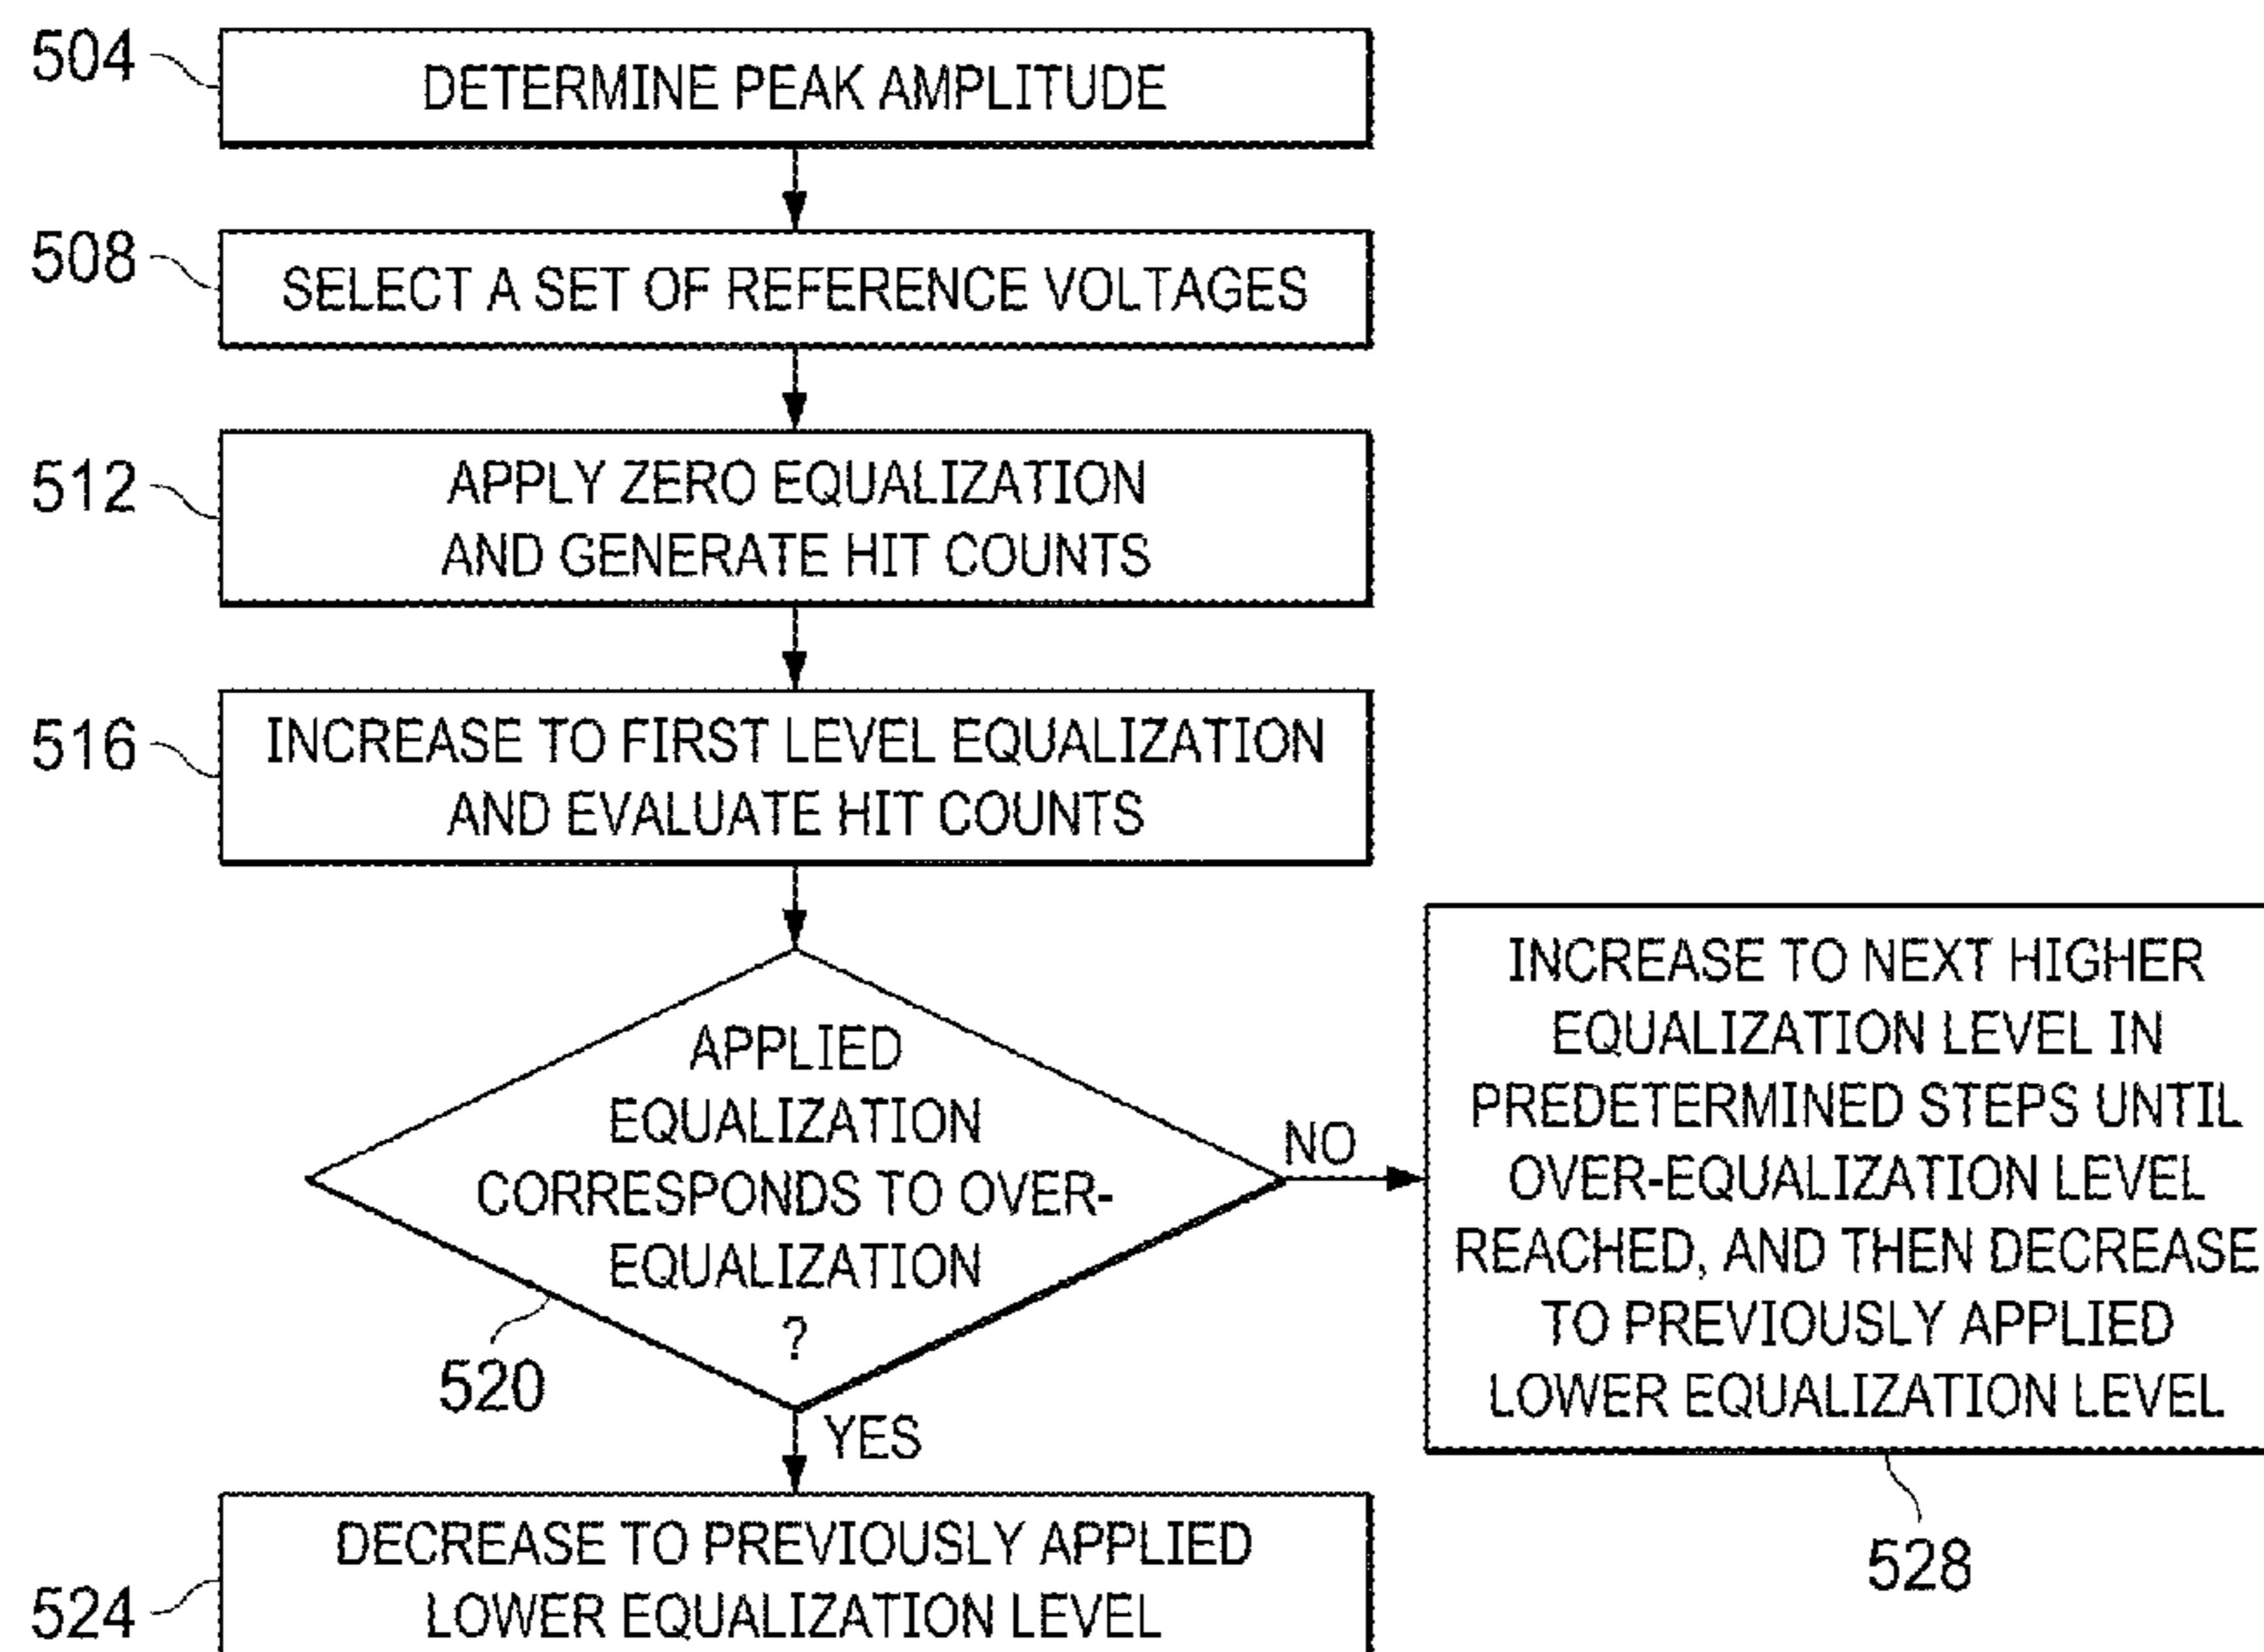 504
DETERMINE PEAK AMPLITUDE
508
SELECT A SET OF REFERENCE VOLTAGES
512
APPLY ZERO EQUALIZATION
AND GENERATE HIT COUNTS
516
INCREASE TO FIRST LEVEL EQUALIZATION
AND EVALUATE HIT COUNTS
APPLIED
EQUALIZATION
CORRESPONDS TO OVER-
EQUALIZATION
?
520
NO
YES
INCREASE TO NEXT HIGHER
EQUALIZATION LEVEL IN
PREDETERMINED STEPS UNTIL
OVER-EQUALIZATION LEVEL
REACHED, AND THEN DECREASE
TO PREVIOUSLY APPLIED
LOWER EQUALIZATION LEVEL
528
524
DECREASE TO PREVIOUSLY APPLIED
LOWER EQUALIZATION LEVEL